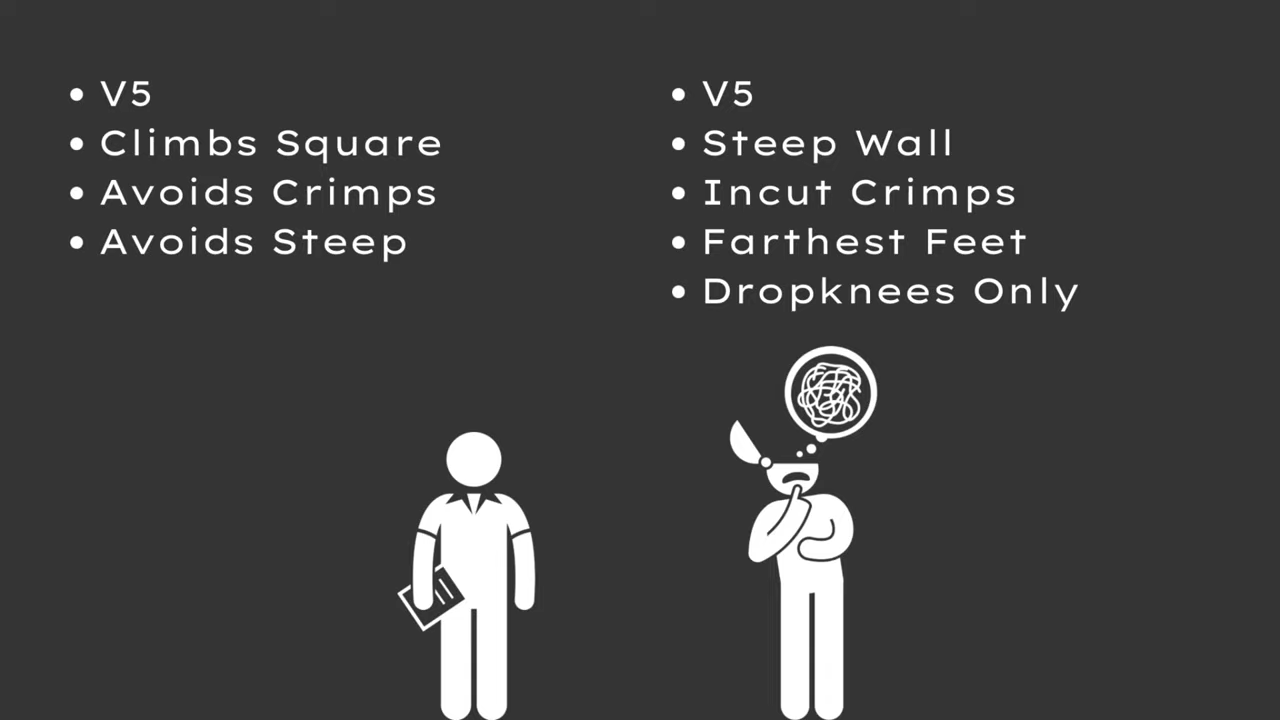 • V5
• Climbs Square
• Avoids Crimps
• Avoids Steep
• V5
• Steep Wall
• Incut Crimps
• Farthest Feet
• Dropknees Only